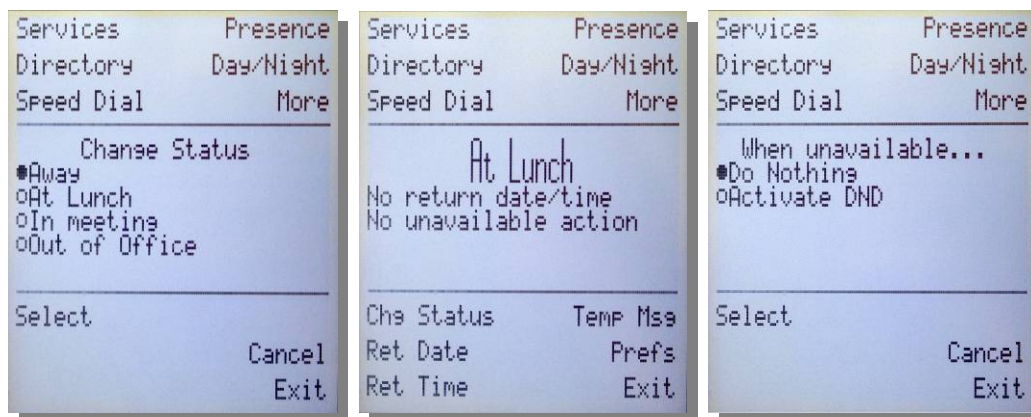 Services Presence
Directory Day/Night
Speed Dial More
Change Status
Away
At Lunch
In meeting
Out of Office
Select
Cancel
Exit
Services Presence
Directory Day/Night
Speed Dial More
At Lunch
No return date/time
No unavailable action
Chg Status Temp Msg
Ret Date Prefs
Ret Time Exit
Services Presence
Directory Day/Night
Speed Dial More
When unavailable...
Do Nothing
Activate DND
Select
Cancel
Exit